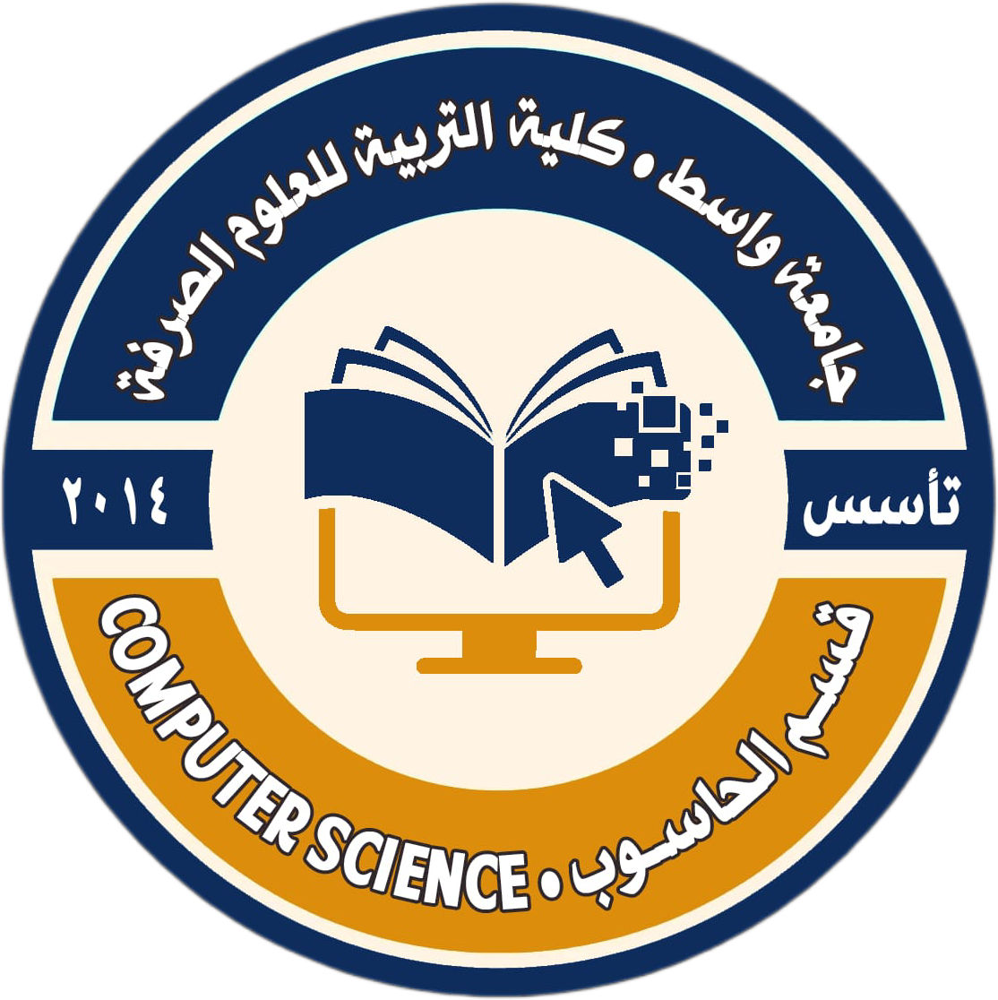 جامعة واسط • كلية التربية للعلوم الصرفة
تأسس
٢٠١٤
قسم الحاسوب • COMPUTER SCIENCE